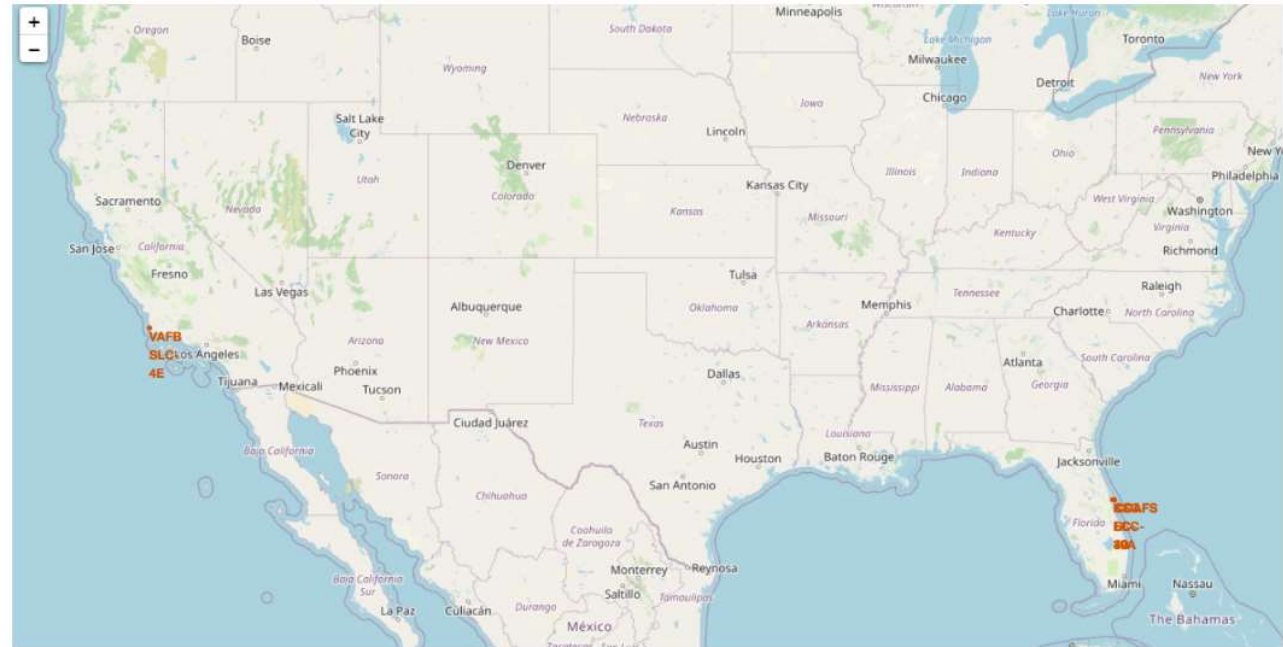 +
−
Minneapolis
Oregon
Boise
South Dakota
Lake Huron
Toronto
Lake Michigan
Milwaukee
Wyoming
Detroit
New York
Chicago
Iowa
Salt Lake
City
Nebraska
Lincoln
Pennsylvania
Ohio
New Y
Denver
Utah
Illinois
Indiana
Philadelphia
Kansas City
Colorado
Sacramento
Nevada
Kansas
Missouri
West Virginia
Washington
Virginia
Kentucky
San Jose
California
Richmond
Fresno
Tulsa
Las Vegas
Raleigh
Tennessee
Albuquerque
Oklahoma
Memphis
Charlotte
North Carolina
Arkansas
VAFB
SLC-
4E
Los Angeles
Arizona
New Mexico
South Carolina
Atlanta
Phoenix
Dallas
Tijuana
Mexicali
Tucson
Mississippi
Alabama
Georgia
Ciudad Juárez
Texas
Louisiana
Austin
Baja California
Houston
Baton Rouge
Jacksonville
Sonora
San Antonio
Chihuahua
Florida
Coahuila
de Zaragoza
Monterrey
Reynosa
Baja California
Sur
Saltillo
Miami
Nassau
La Paz
Culiacán
Durango
Tamaulipas
The Bahamas
México